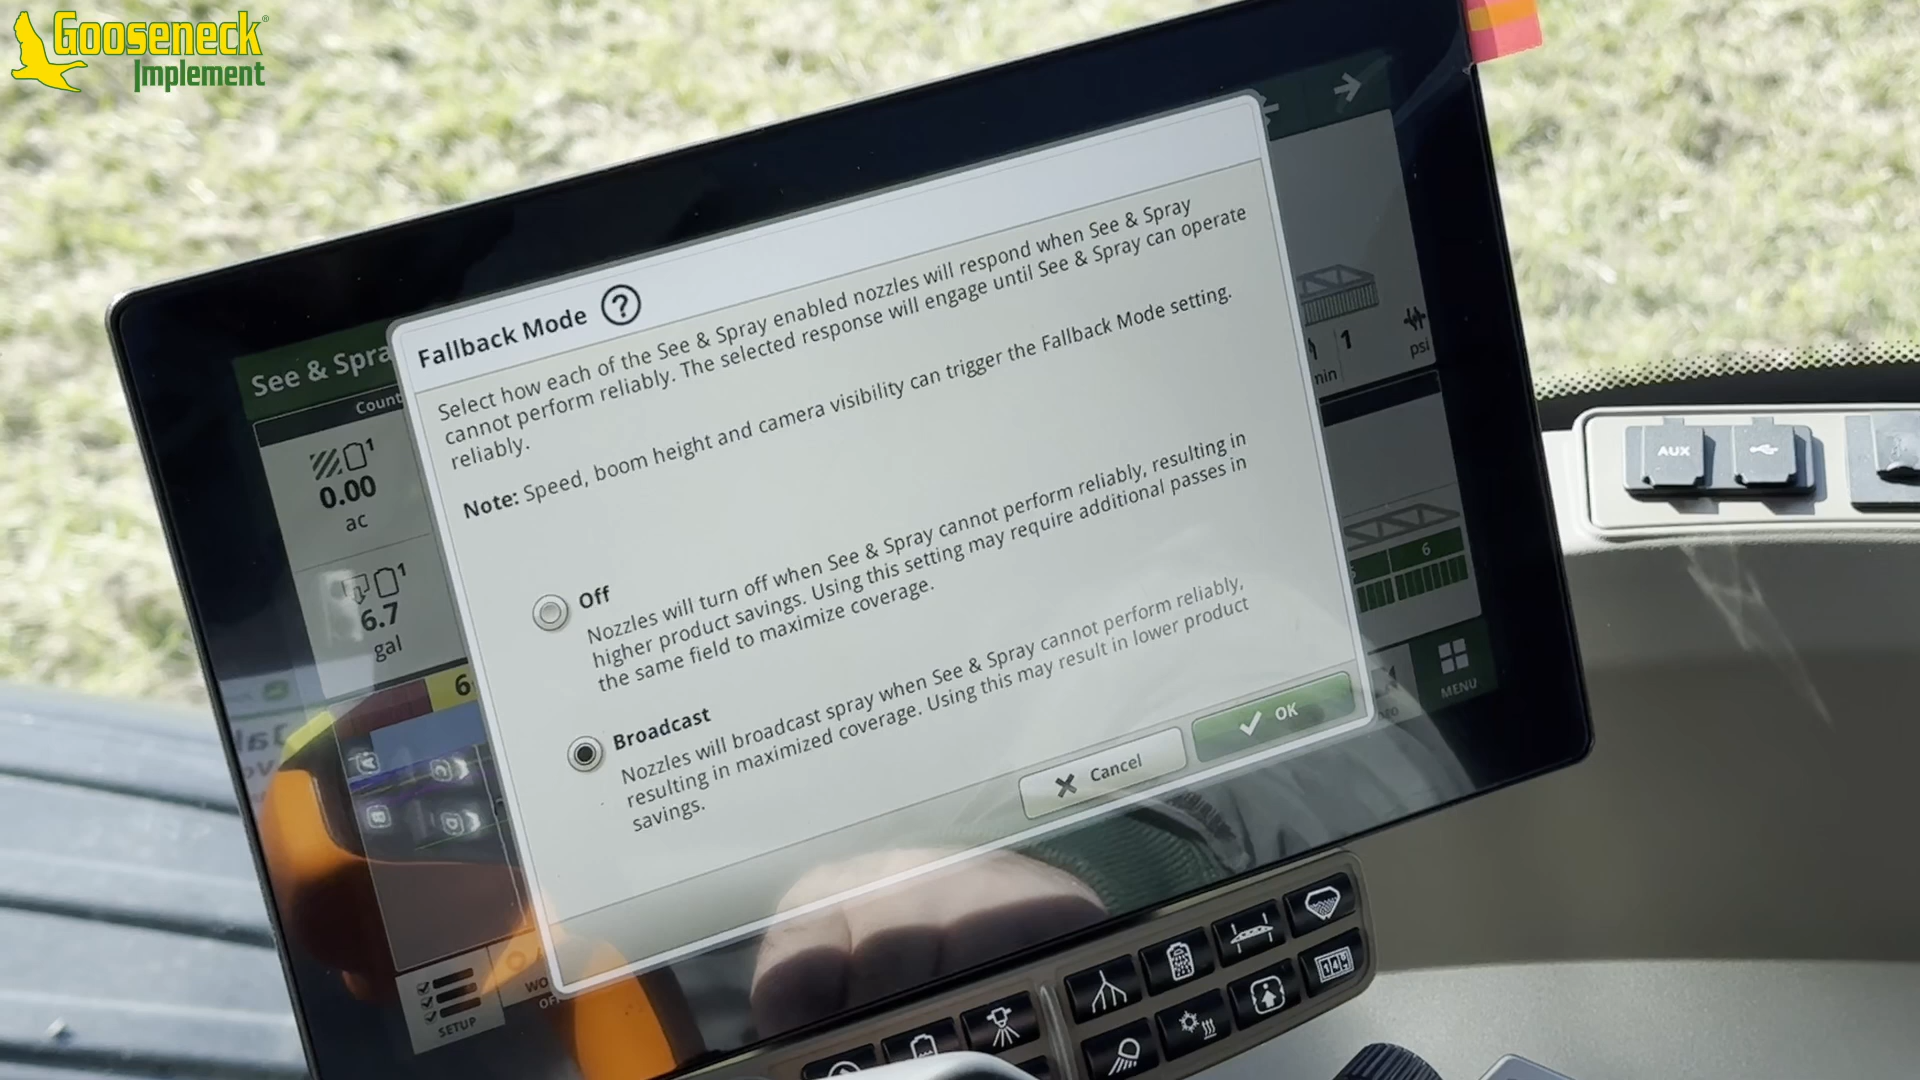 Gooseneck®
Implement
See & Spra
Count
1
0.00
ac
1
6.7
gal
6
Fallback Mode ?
Select how each of the See & Spray enabled nozzles will respond when See & Spray
cannot perform reliably. The selected response will engage until See & Spray can operate
reliably.
Note: Speed, boom height and camera visibility can trigger the Fallback Mode setting.
Off
Nozzles will turn off when See & Spray cannot perform reliably, resulting in
higher product savings. Using this setting may require additional passes in
the same field to maximize coverage.
Broadcast
Nozzles will broadcast spray when See & Spray cannot perform reliably,
resulting in maximized coverage. Using this may result in lower product
savings.
Cancel
OK
1
min
psi
6
MENU
SETUP
WO
OF
A
C
B
D
AUX